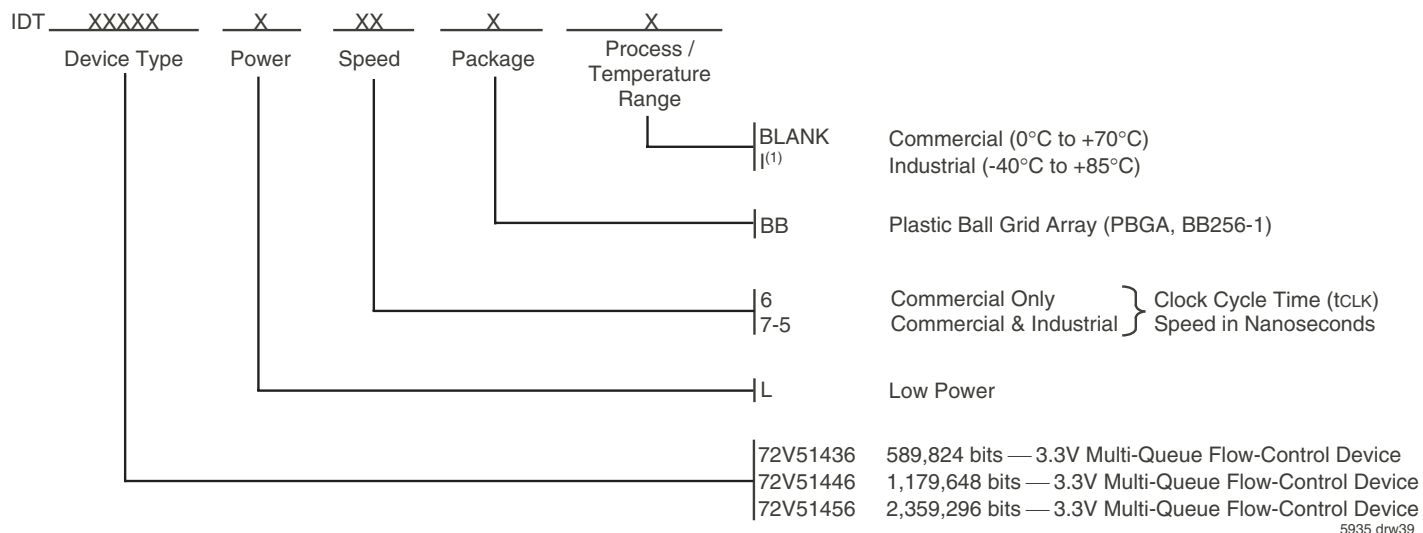 IDT XXXXX X XX X X
Device Type Power Speed Package Process / Temperature Range
BLANK Commercial (0°C to +70°C)
I(1) Industrial (-40°C to +85°C)
BB Plastic Ball Grid Array (PBGA, BB256-1)
6 Commercial Only Clock Cycle Time (tCLK)
7-5 Commercial & Industrial Speed in Nanoseconds
L Low Power
72V51436 589,824 bits — 3.3V Multi-Queue Flow-Control Device
72V51446 1,179,648 bits — 3.3V Multi-Queue Flow-Control Device
72V51456 2,359,296 bits — 3.3V Multi-Queue Flow-Control Device
5935 drw39